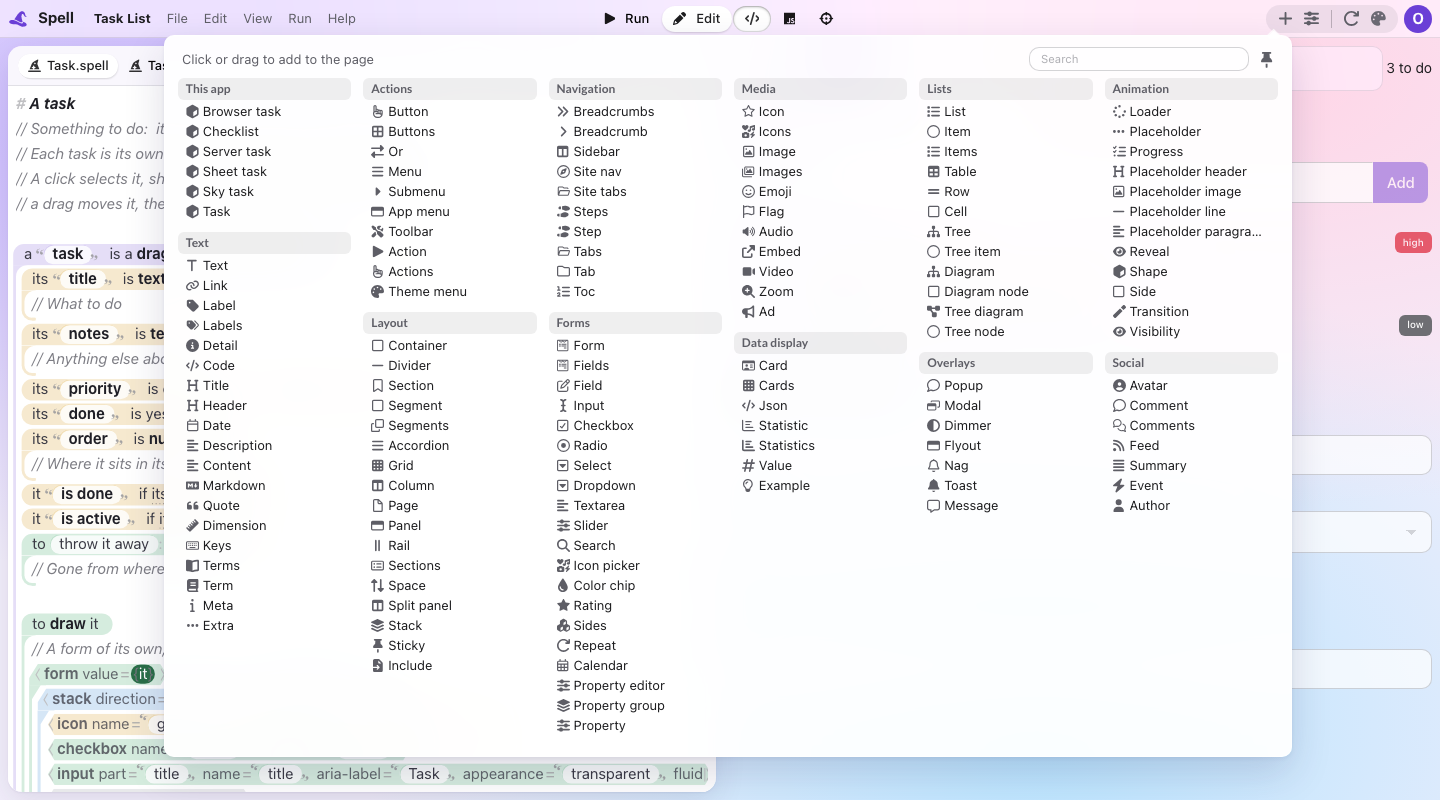 Spell Task List File Edit View Run Help Run Edit JS O
Click or drag to add to the page Search
Task.spell
3 to do
# A task
// Something to do:
// Each task is its own
// A click selects it,
// a drag moves it,
Add
high
low
a “ task „ is a
its “ title „ is text
// What to do
its “ notes „ is
// Anything else
its “ priority „ is
its “ done „ is
its “ order „ is
// Where it sits in its
it “ is done „ if its
it “ is active „ if
to throw it away
// Gone from where
to draw it
// A form of its own,
form value= it
stack direction=
icon name=“
checkbox name
input part=“ title „ name=“ title „ aria-label=“ Task „ appearance=“ transparent „ fluid
This app
Browser task
Checklist
Server task
Sheet task
Sky task
Task
Text
Text
Link
Label
Labels
Detail
Code
Title
Header
Date
Description
Content
Markdown
Quote
Dimension
Keys
Terms
Term
Meta
Extra
Actions
Button
Buttons
Or
Menu
Submenu
App menu
Toolbar
Action
Actions
Theme menu
Layout
Container
Divider
Section
Segment
Segments
Accordion
Grid
Column
Page
Panel
Rail
Sections
Space
Split panel
Stack
Sticky
Include
Navigation
Breadcrumbs
Breadcrumb
Sidebar
Site nav
Site tabs
Steps
Step
Tabs
Tab
Toc
Forms
Form
Fields
Field
Input
Checkbox
Radio
Select
Dropdown
Textarea
Slider
Search
Icon picker
Color chip
Rating
Sides
Repeat
Calendar
Property editor
Property group
Property
Media
Icon
Icons
Image
Images
Emoji
Flag
Audio
Embed
Video
Zoom
Ad
Data display
Card
Cards
Json
Statistic
Statistics
Value
Example
Lists
List
Item
Items
Table
Row
Cell
Tree
Tree item
Diagram
Diagram node
Tree diagram
Tree node
Overlays
Popup
Modal
Dimmer
Flyout
Nag
Toast
Message
Animation
Loader
Placeholder
Progress
Placeholder header
Placeholder image
Placeholder line
Placeholder paragra...
Reveal
Shape
Side
Transition
Visibility
Social
Avatar
Comment
Comments
Feed
Summary
Event
Author